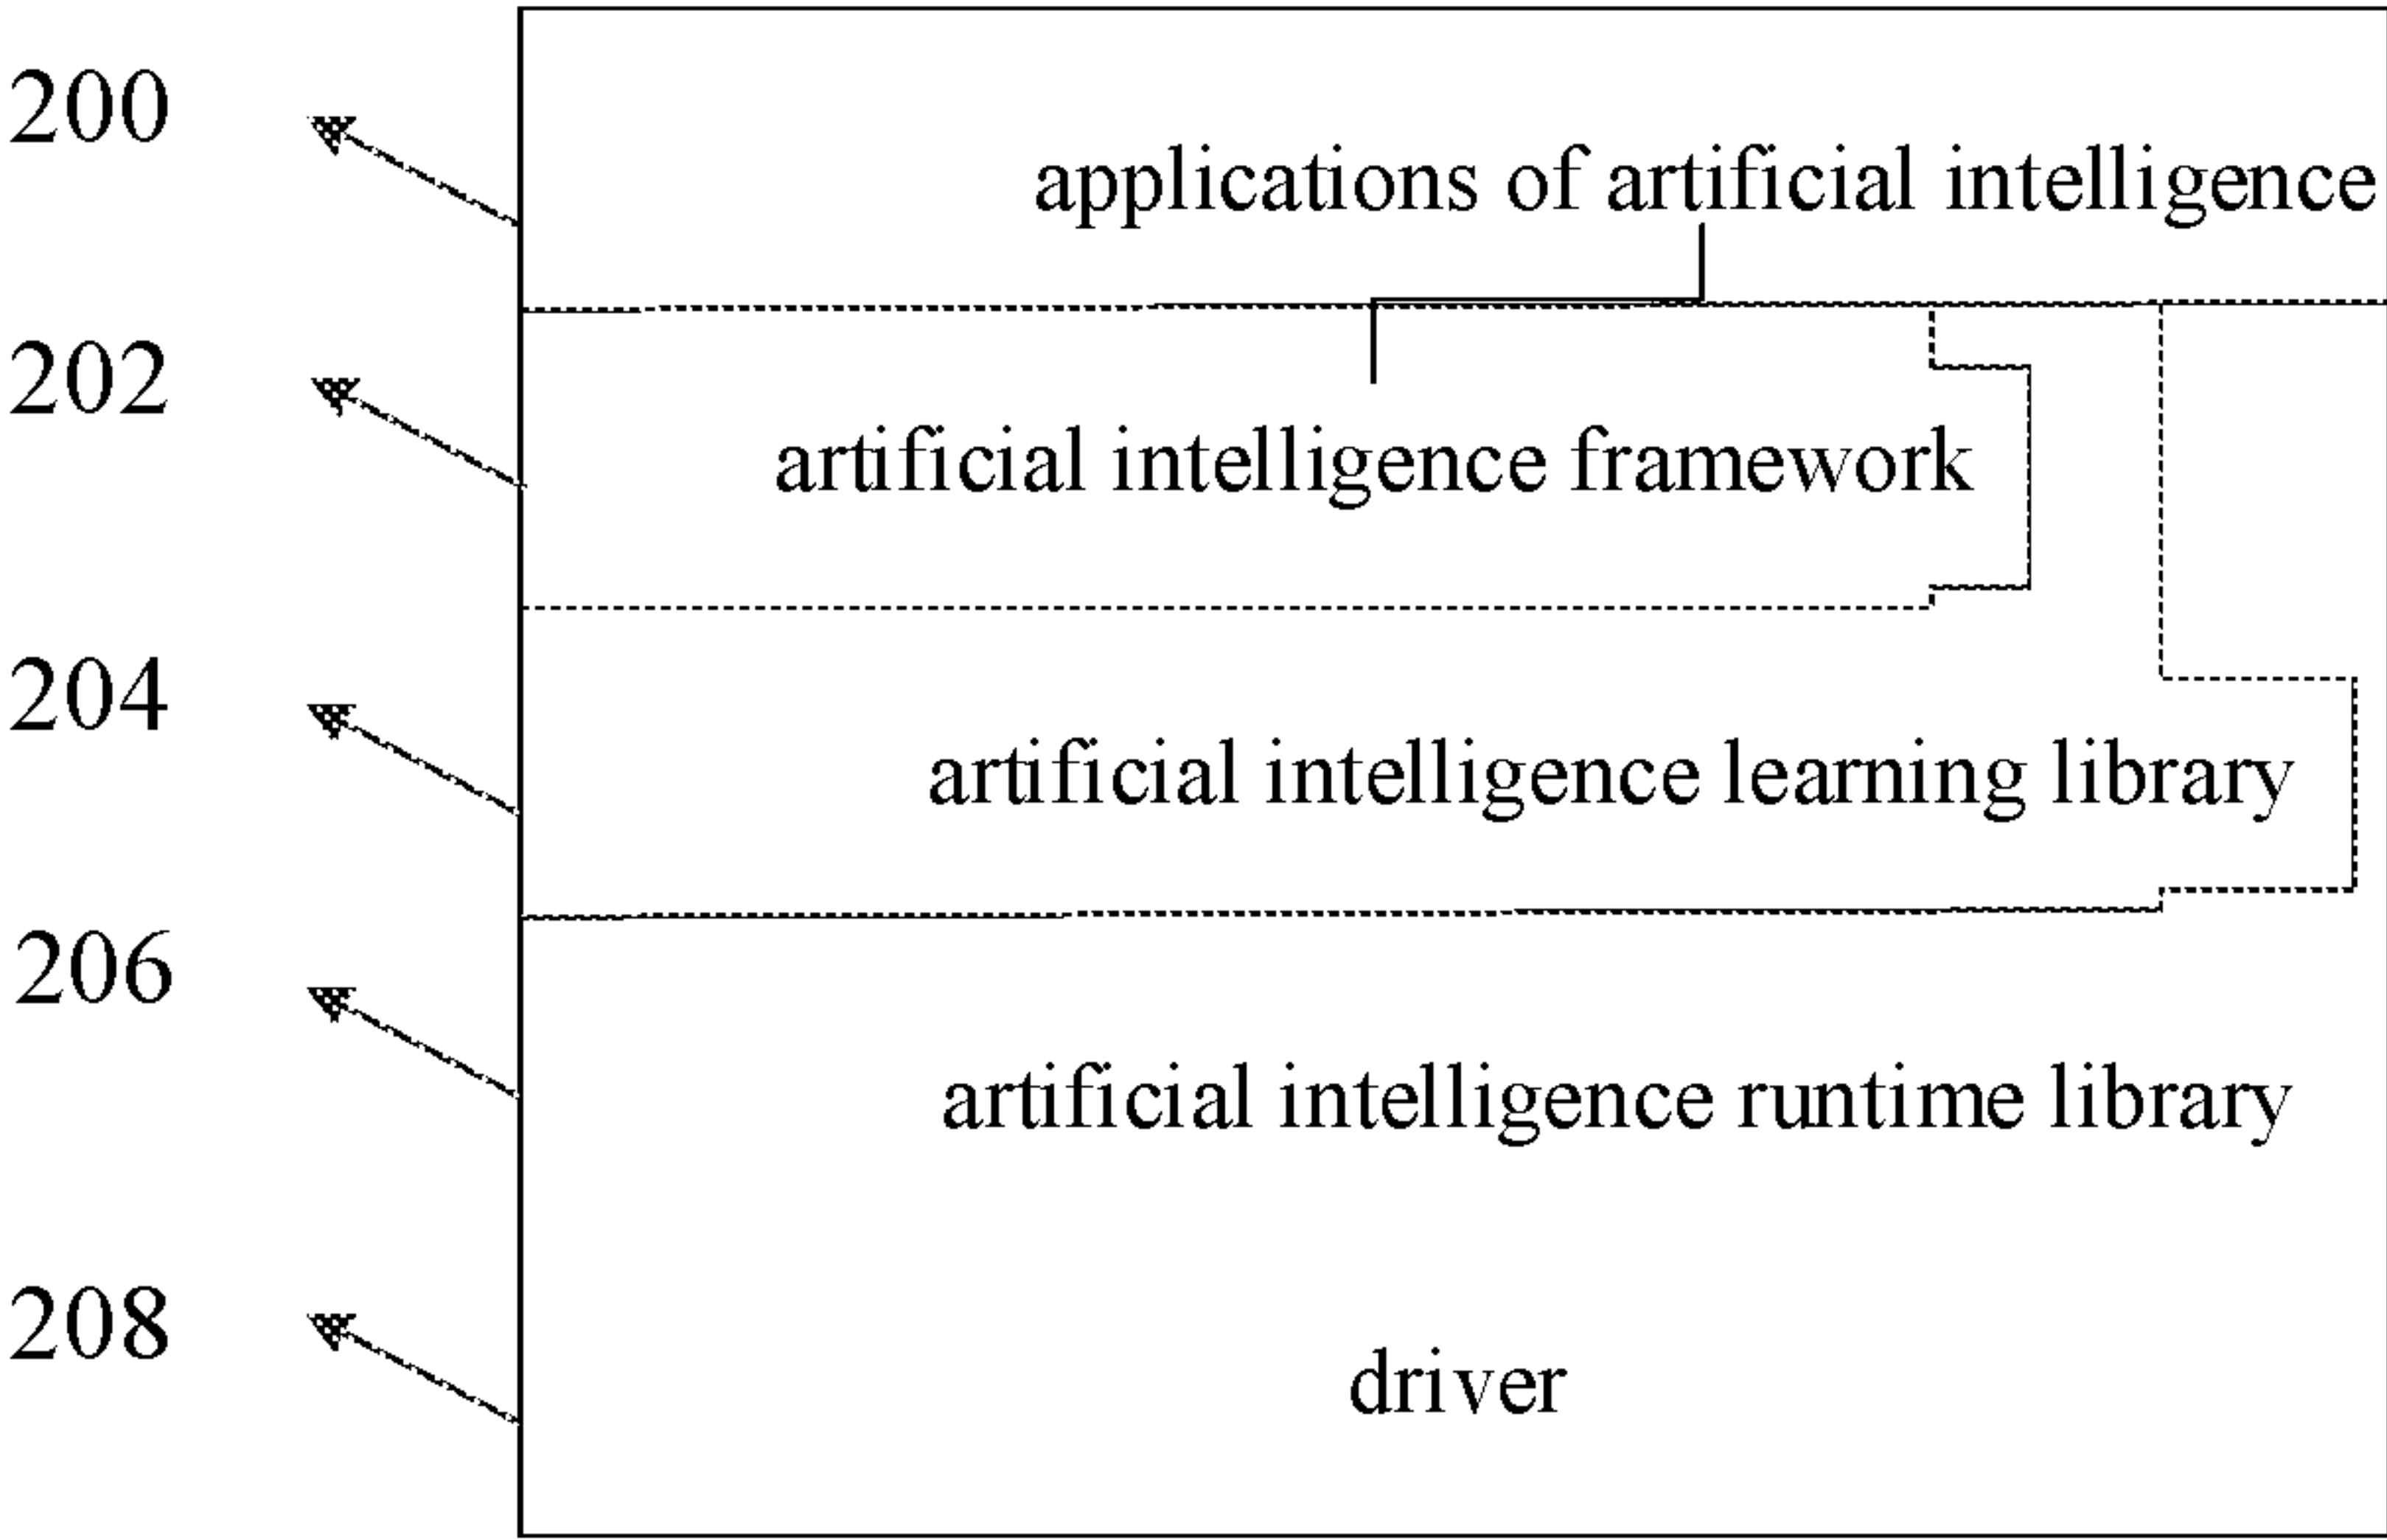 200
applications of artificial intelligence
202
artificial intelligence framework
204
artificial intelligence learning library
206
artificial intelligence runtime library
208
driver